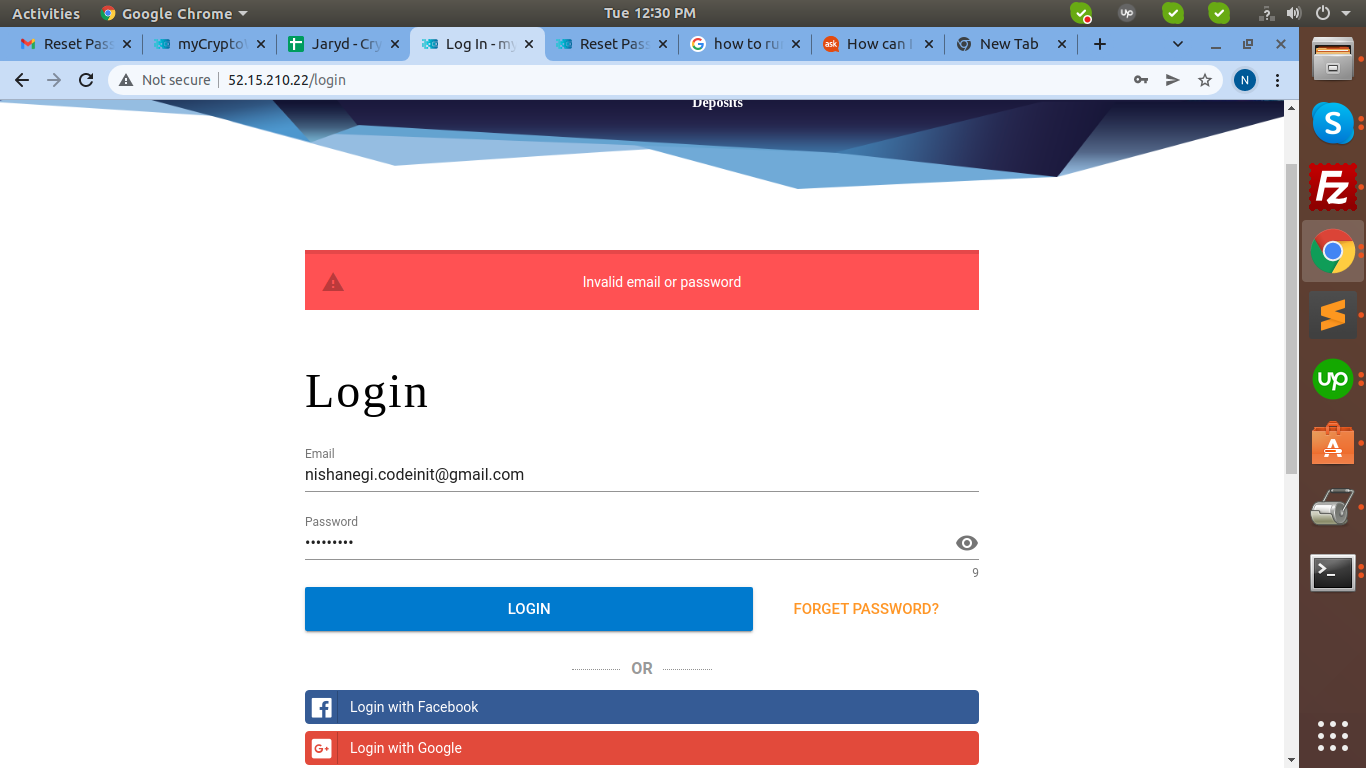 Activities Google Chrome Tue 12:30 PM
Reset Pas myCrypto Jaryd - Cry Log In - my Reset Pas how to ru How can New Tab
Not secure 52.15.210.22/login N
Deposits
Invalid email or password
Login
Email
nishanegi.codeinit@gmail.com
Password
•••••••••
9
LOGIN FORGET PASSWORD?
OR
Login with Facebook
Login with Google